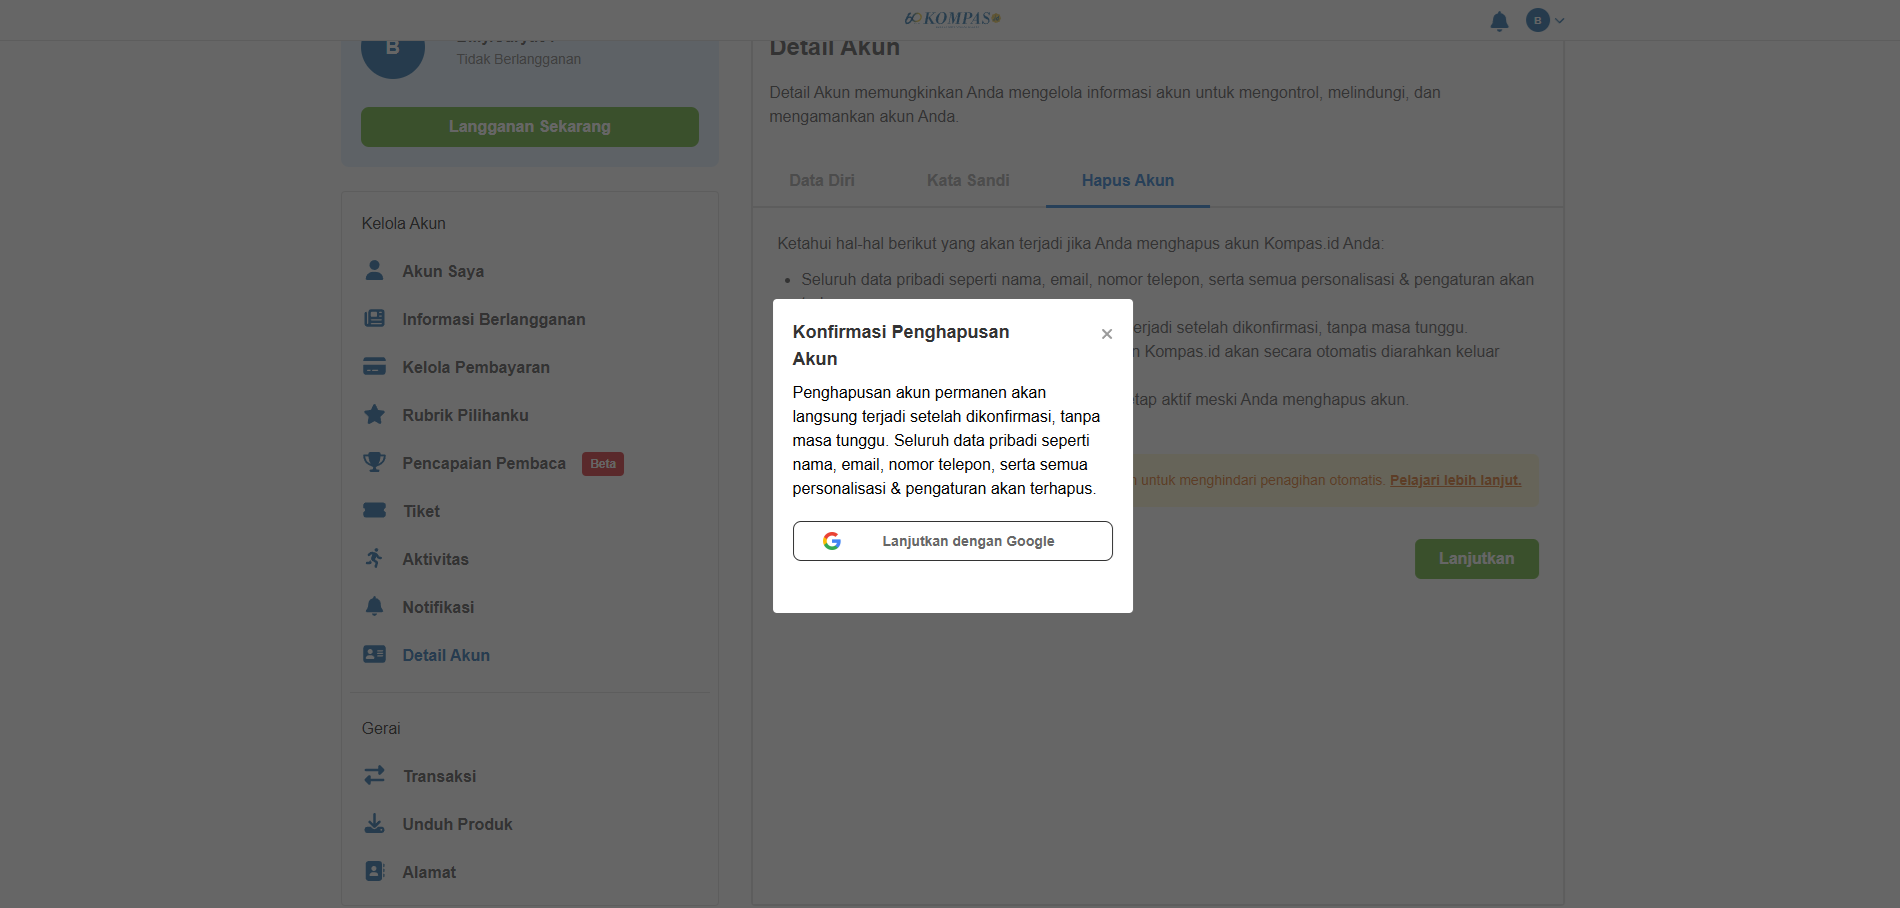 60 KOMPAS id
B
B
Tidak Berlangganan
Langganan Sekarang
Kelola Akun
Akun Saya
Informasi Berlangganan
Kelola Pembayaran
Rubrik Pilihanku
Pencapaian Pembaca Beta
Tiket
Aktivitas
Notifikasi
Detail Akun
Gerai
Transaksi
Unduh Produk
Alamat
Detail Akun
Detail Akun memungkinkan Anda mengelola informasi akun untuk mengontrol, melindungi, dan
mengamankan akun Anda.
Data Diri Kata Sandi Hapus Akun
Ketahui hal-hal berikut yang akan terjadi jika Anda menghapus akun Kompas.id Anda:
• Seluruh data pribadi seperti nama, email, nomor telepon, serta semua personalisasi & pengaturan akan
erjadi setelah dikonfirmasi, tanpa masa tunggu.
n Kompas.id akan secara otomatis diarahkan keluar
tap aktif meski Anda menghapus akun.
n untuk menghindari penagihan otomatis. Pelajari lebih lanjut.
Lanjutkan
Konfirmasi Penghapusan
Akun
×
Penghapusan akun permanen akan
langsung terjadi setelah dikonfirmasi, tanpa
masa tunggu. Seluruh data pribadi seperti
nama, email, nomor telepon, serta semua
personalisasi & pengaturan akan terhapus.
Lanjutkan dengan Google